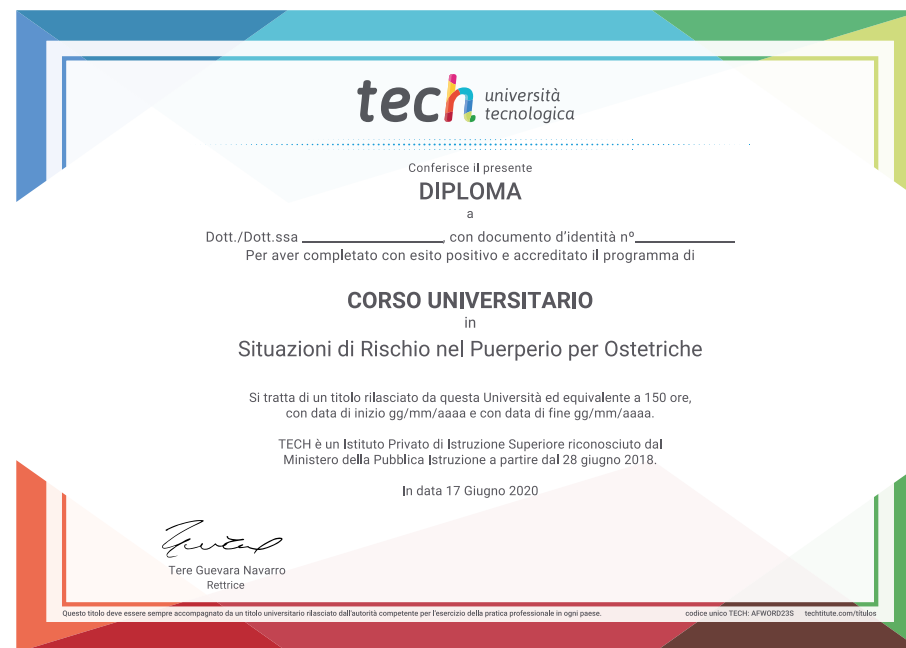 tech università
tecnologica
Conferisce il presente
DIPLOMA
a
Dott./Dott.ssa ____________________, con documento d'identità nº______________
Per aver completato con esito positivo e accreditato il programma di
CORSO UNIVERSITARIO
in
Situazioni di Rischio nel Puerperio per Ostetriche
Si tratta di un titolo rilasciato da questa Università ed equivalente a 150 ore,
con data di inizio gg/mm/aaaa e con data di fine gg/mm/aaaa.
TECH è un Istituto Privato di Istruzione Superiore riconosciuto dal
Ministero della Pubblica Istruzione a partire dal 28 giugno 2018.
In data 17 Giugno 2020
Tere Guevara Navarro
Rettrice
Questo titolo deve essere sempre accompagnato da un titolo universitario rilasciato dall'autorità competente per l'esercizio della pratica professionale in ogni paese. codice unico TECH: AFWORD23S techtitute.com/titulos